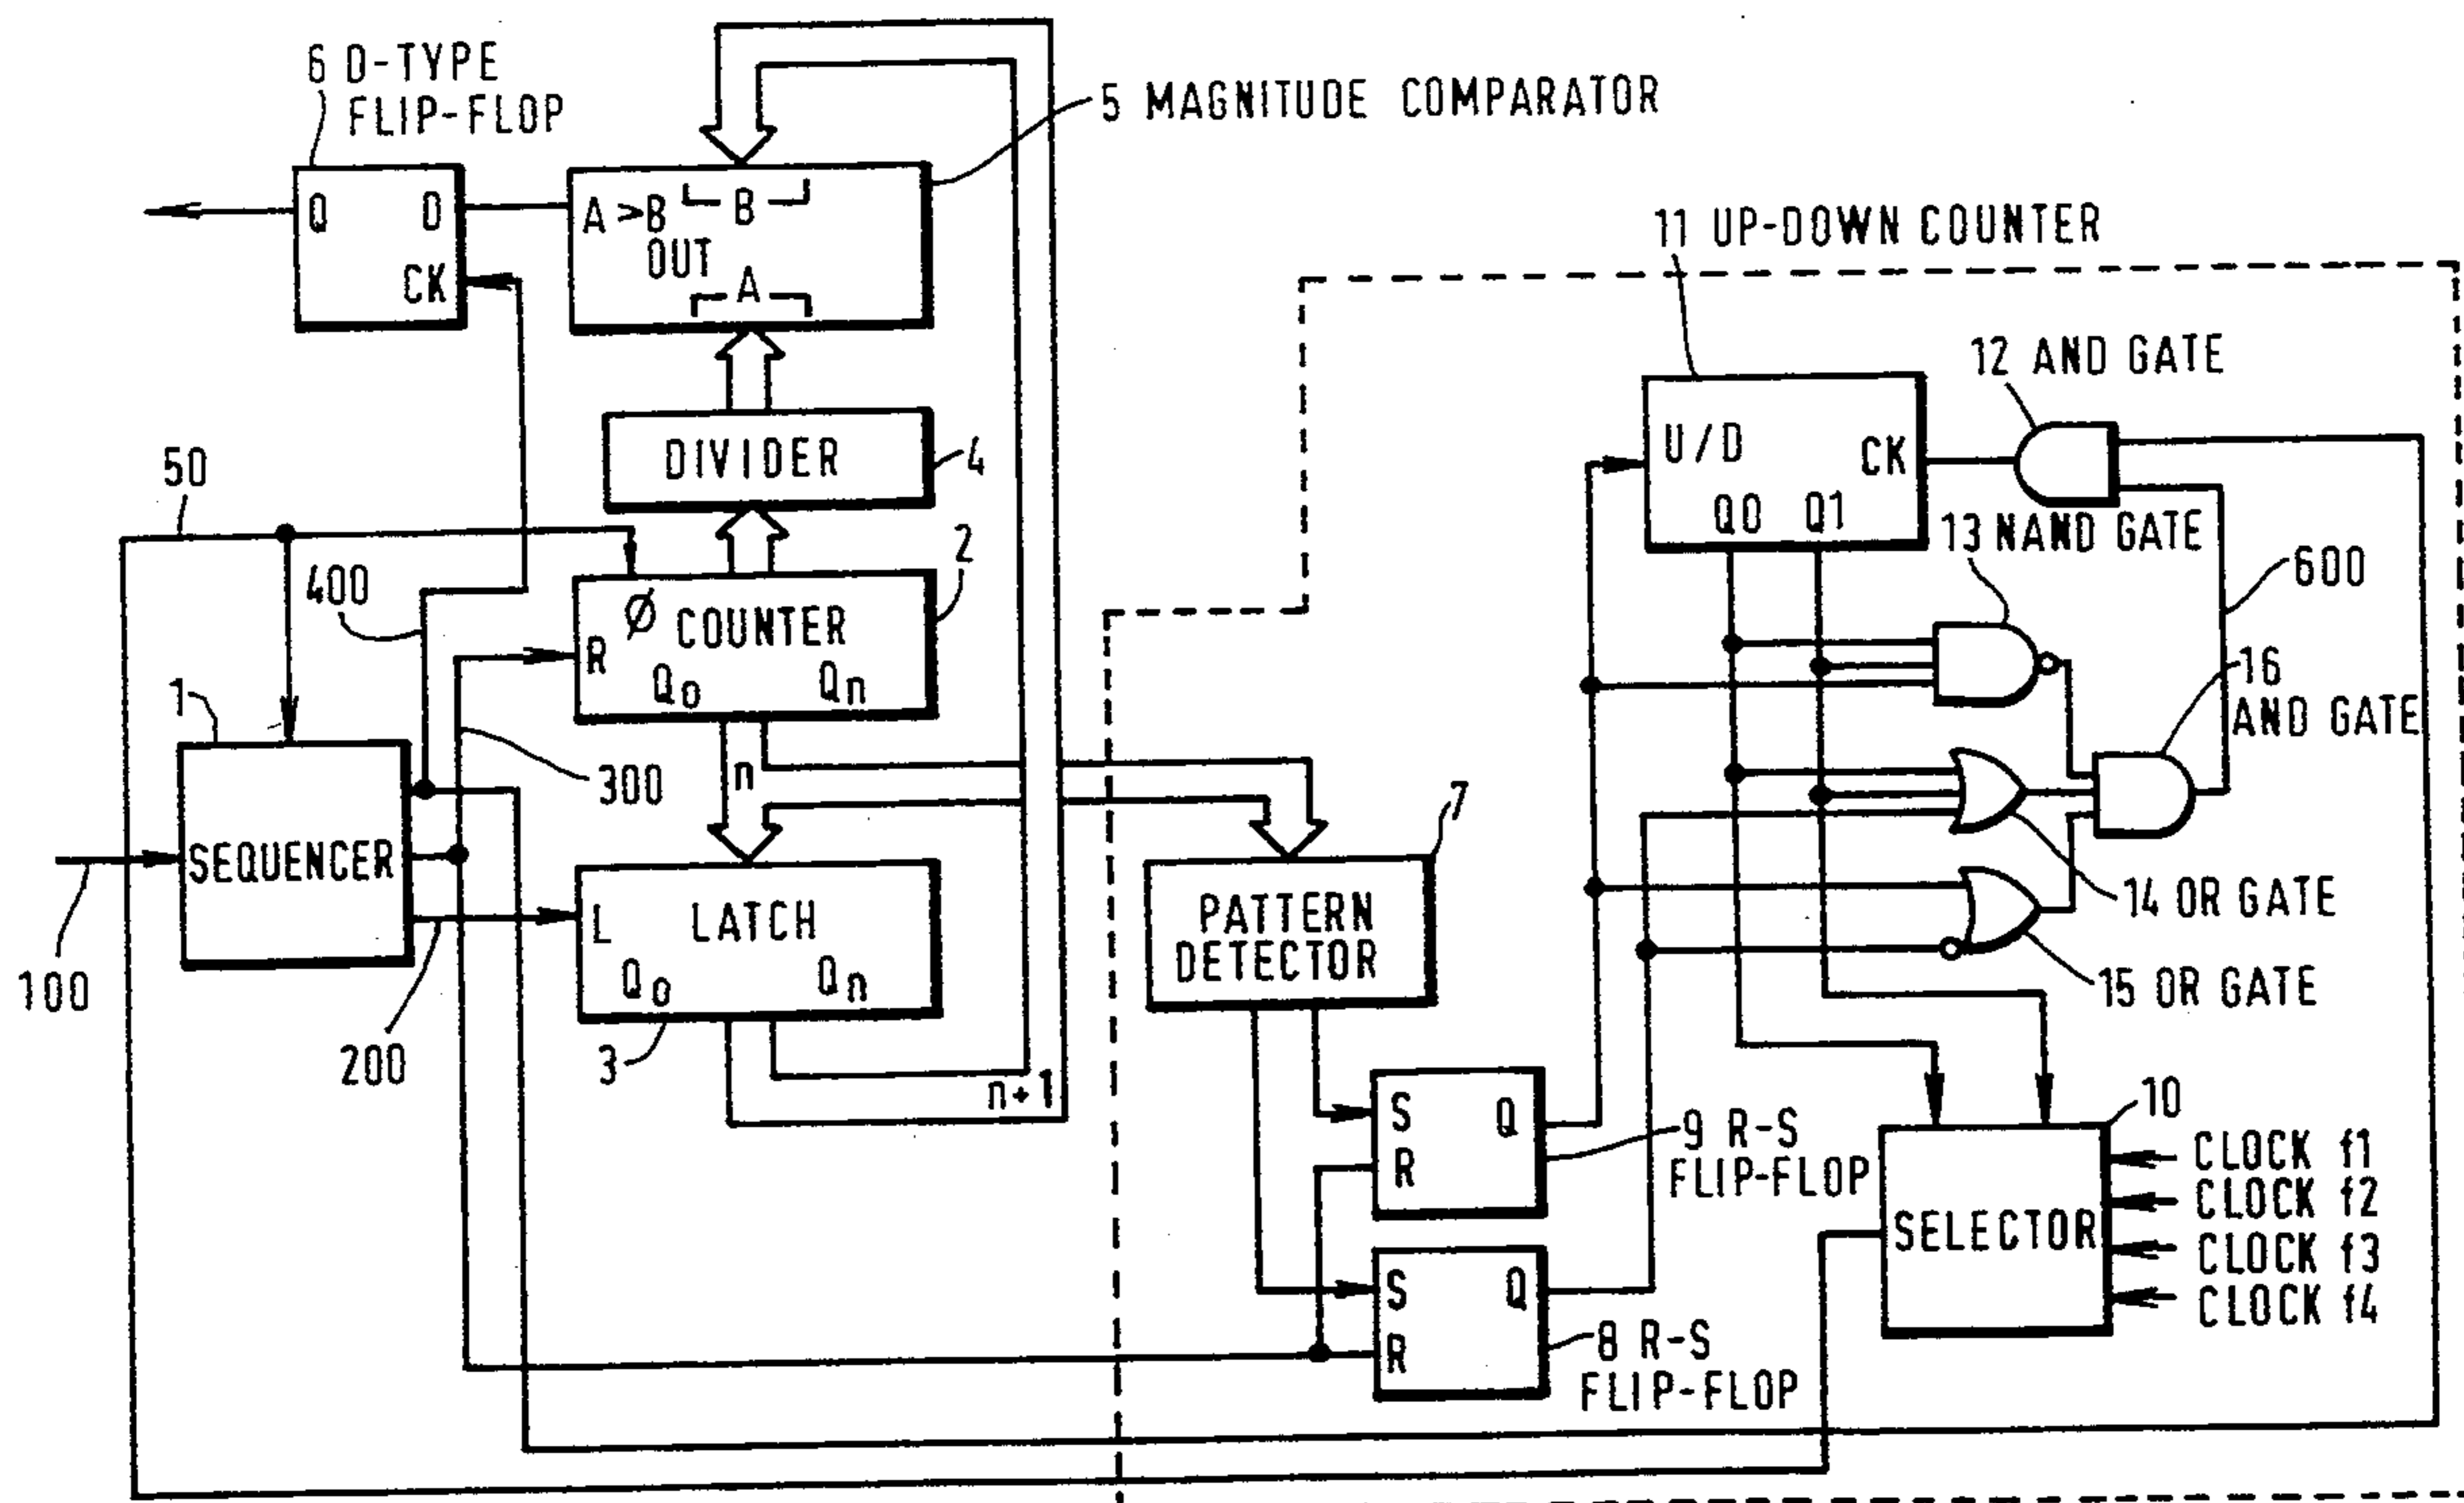 6 D-TYPE
FLIP-FLOP
5 MAGNITUDE COMPARATOR
Q
D
CK
A >B
OUT
B
A
11 UP-DOWN COUNTER
12 AND GATE
DIVIDER
4
50
U/D
CK
Q0
Q1
13 NAND GATE
600
400
2
Ø COUNTER
R
Q0
Qn
16
AND GATE
1
300
n
7
SEQUENCER
L
LATCH
Q0
Qn
PATTERN
DETECTOR
14 OR GATE
15 OR GATE
100
200
3
n+1
10
S
Q
R
9 R-S
FLIP-FLOP
SELECTOR
CLOCK f1
CLOCK f2
CLOCK f3
CLOCK f4
S
Q
R
8 R-S
FLIP-FLOP